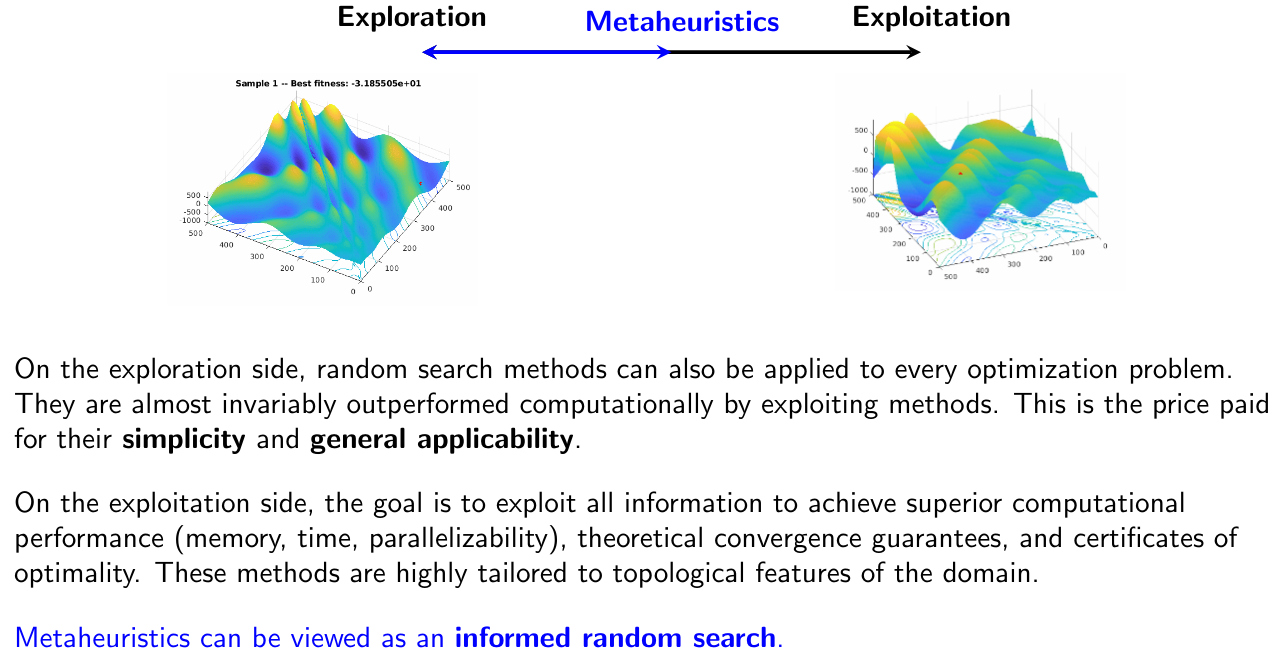 Exploration
Metaheuristics
Exploitation
Sample 1 -- Best fitness: -3.185505e+01
500
0
-500
-1000
500
400
300
200
100
0
0
100
200
300
400
500
500
0
-500
-1000
500
400
300
200
100
0
500
400
300
200
100
0
On the exploration side, random search methods can also be applied to every optimization problem.
They are almost invariably outperformed computationally by exploiting methods. This is the price paid
for their simplicity and general applicability.
On the exploitation side, the goal is to exploit all information to achieve superior computational
performance (memory, time, parallelizability), theoretical convergence guarantees, and certificates of
optimality. These methods are highly tailored to topological features of the domain.
Metaheuristics can be viewed as an informed random search.